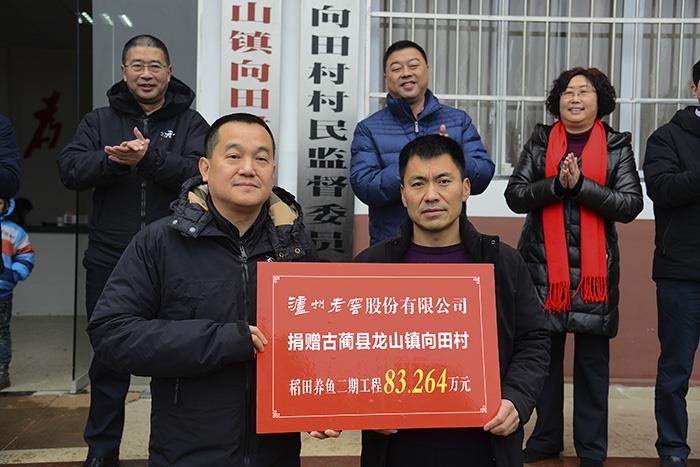 山镇向田
向田村村民监督委员
为
泸州老窖股份有限公司
捐赠古蔺县龙山镇向田村
稻田养鱼二期工程83.264万元